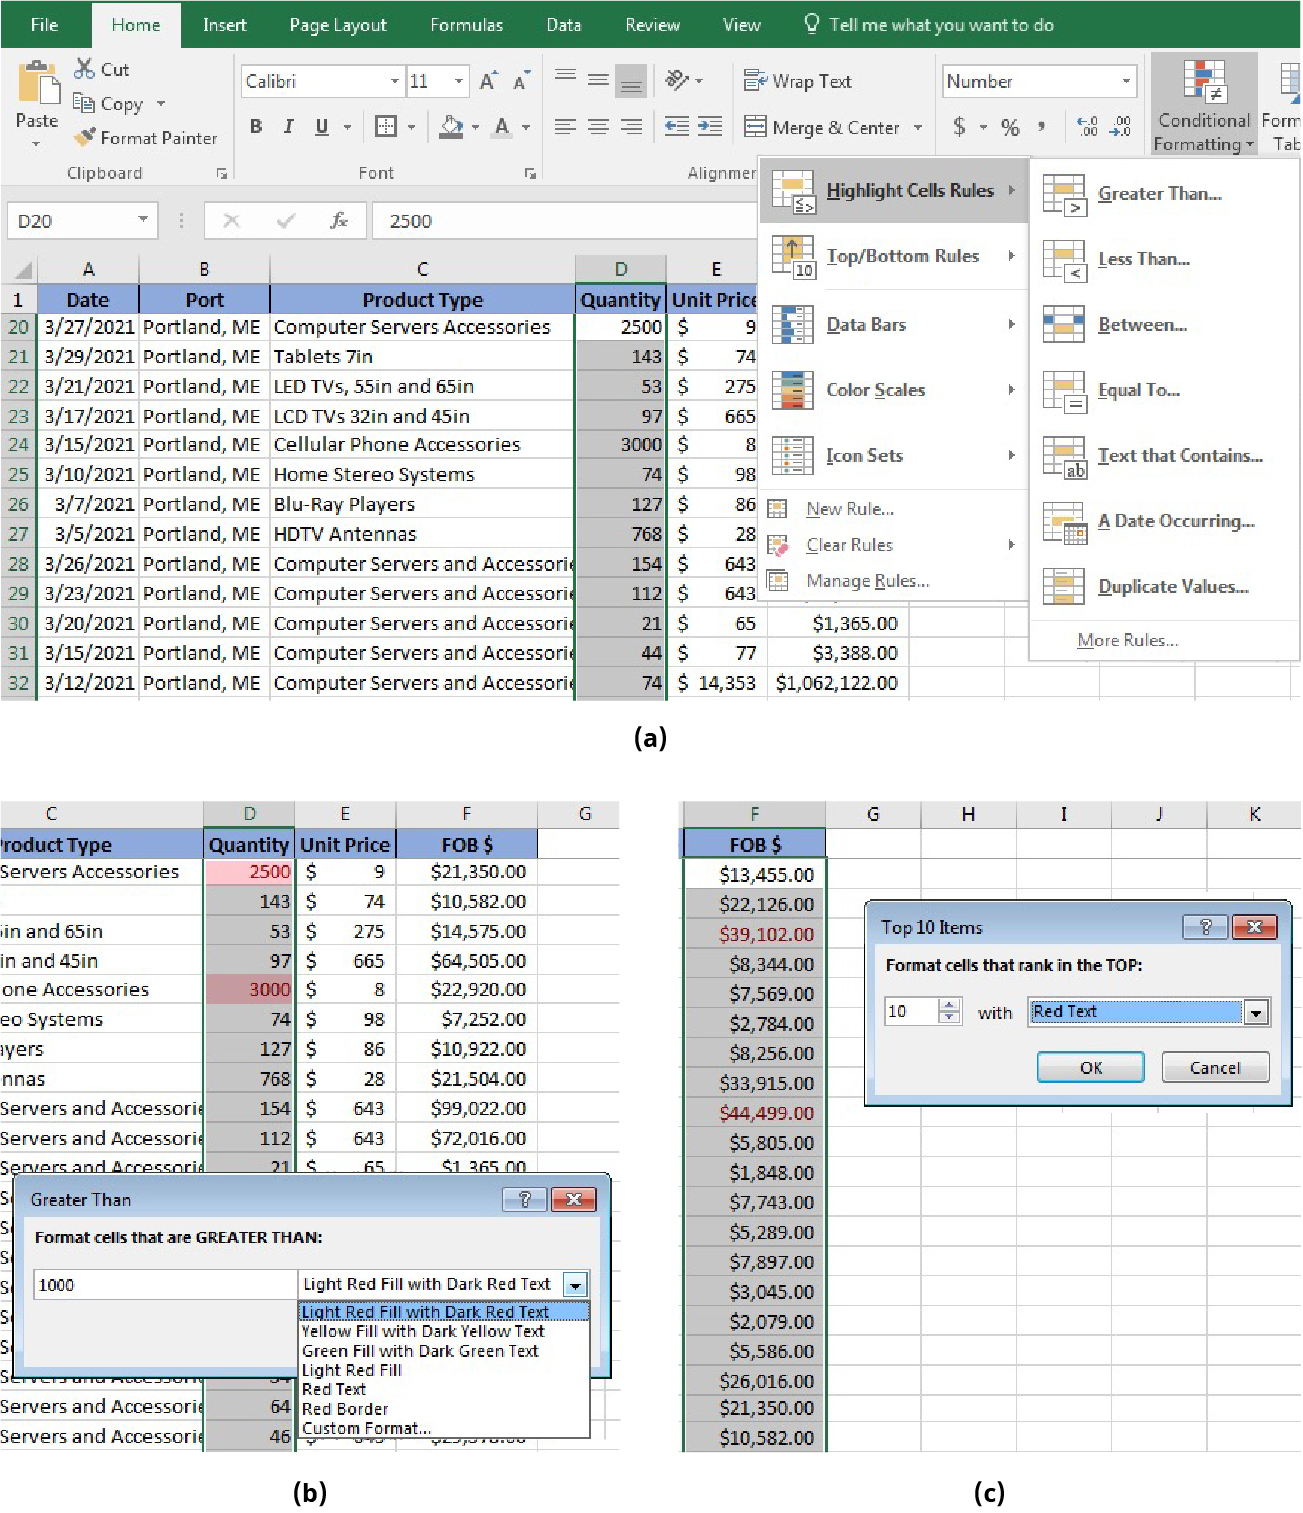 File Home Insert Page Layout Formulas Data Review View Tell me what you want to do
Paste
Cut
Copy
Format Painter
Clipboard
Calibri 11 A A
B I U A
Font
Wrap Text
Merge & Center
Number
$ % , .00 .00
Conditional
Formatting
D20 fx 2500
A B C D E
1 Date Port Product Type Quantity Unit Price
20 3/27/2021 Portland, ME Computer Servers Accessories 2500 $ 9
21 3/29/2021 Portland, ME Tablets 7in 143 $ 74
22 3/21/2021 Portland, ME LED TVs, 55in and 65in 53 $ 275
23 3/17/2021 Portland, ME LCD TVs 32in and 45in 97 $ 665
24 3/15/2021 Portland, ME Cellular Phone Accessories 3000 $ 8
25 3/10/2021 Portland, ME Home Stereo Systems 74 $ 98
26 3/7/2021 Portland, ME Blu-Ray Players 127 $ 86
27 3/5/2021 Portland, ME HDTV Antennas 768 $ 28
28 3/26/2021 Portland, ME Computer Servers and Accessorie 154 $ 643
29 3/23/2021 Portland, ME Computer Servers and Accessorie 112 $ 643
30 3/20/2021 Portland, ME Computer Servers and Accessorie 21 $ 65 $1,365.00
31 3/15/2021 Portland, ME Computer Servers and Accessorie 44 $ 77 $3,388.00
32 3/12/2021 Portland, ME Computer Servers and Accessorie 74 $ 14,353 $1,062,122.00
Highlight Cells Rules
Top/Bottom Rules
Data Bars
Color Scales
Icon Sets
New Rule...
Clear Rules
Manage Rules...
Greater Than...
Less Than...
Between...
Equal To...
Text that Contains...
A Date Occurring...
Duplicate Values...
More Rules...
(a)
C D E F G
roduct Type Quantity Unit Price FOB $
Servers Accessories 2500 $ 9 $21,350.00
143 $ 74 $10,582.00
in and 65in 53 $ 275 $14,575.00
in and 45in 97 $ 665 $64,505.00
one Accessories 3000 $ 8 $22,920.00
eo Systems 74 $ 98 $7,252.00
ayers 127 $ 86 $10,922.00
nnas 768 $ 28 $21,504.00
Servers and Accessorie 154 $ 643 $99,022.00
Servers and Accessorie 112 $ 643 $72,016.00
Servers and Accessorie 21 $ 65 $1,365.00
Greater Than
Format cells that are GREATER THAN:
1000 Light Red Fill with Dark Red Text
Light Red Fill with Dark Red Text
Yellow Fill with Dark Yellow Text
Green Fill with Dark Green Text
Light Red Fill
Red Text
Red Border
Custom Format...
Servers and Accessorie 64
Servers and Accessorie 46
(b)
F G H I J K
FOB $
$13,455.00
$22,126.00
$39,102.00
$8,344.00
$7,569.00
$2,784.00
$8,256.00
$33,915.00
$44,499.00
$5,805.00
$1,848.00
$7,743.00
$5,289.00
$7,897.00
$3,045.00
$2,079.00
$5,586.00
$26,016.00
$21,350.00
$10,582.00
Top 10 Items
Format cells that rank in the TOP:
10 with Red Text
OK Cancel
(c)